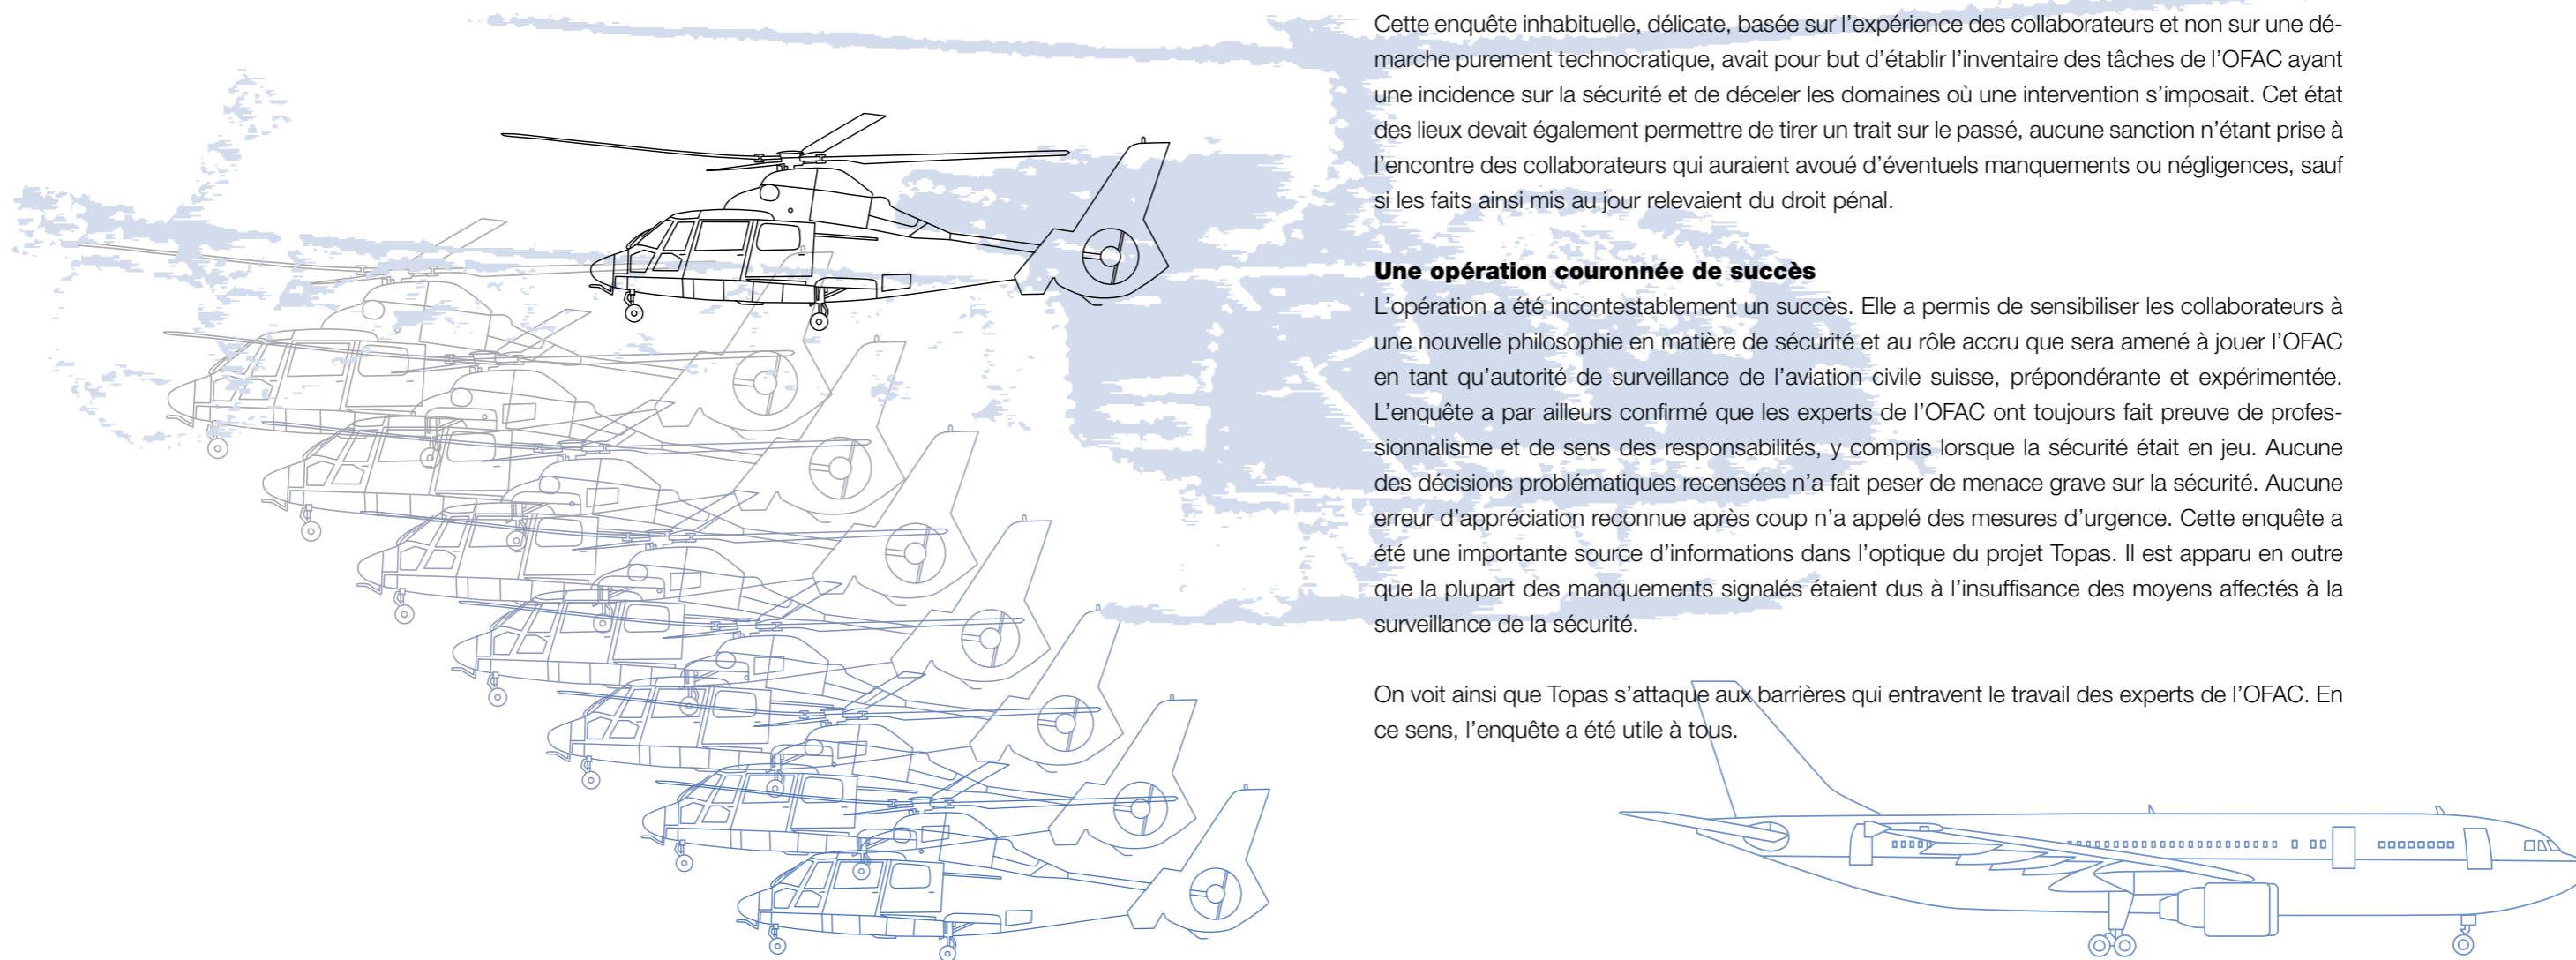 Cette enquête inhabituelle, délicate, basée sur l’expérience des collaborateurs et non sur une dé-
marche purement technocratique, avait pour but d’établir l’inventaire des tâches de l’OFAC ayant
une incidence sur la sécurité et de déceler les domaines où une intervention s’imposait. Cet état
des lieux devait également permettre de tirer un trait sur le passé, aucune sanction n’étant prise à
l’encontre des collaborateurs qui auraient avoué d’éventuels manquements ou négligences, sauf
si les faits ainsi mis au jour relevaient du droit pénal.
Une opération couronnée de succès
L’opération a été incontestablement un succès. Elle a permis de sensibiliser les collaborateurs à
une nouvelle philosophie en matière de sécurité et au rôle accru que sera amené à jouer l’OFAC
en tant qu’autorité de surveillance de l’aviation civile suisse, prépondérante et expérimentée.
L’enquête a par ailleurs confirmé que les experts de l’OFAC ont toujours fait preuve de profes-
sionnalisme et de sens des responsabilités, y compris lorsque la sécurité était en jeu. Aucune
des décisions problématiques recensées n’a fait peser de menace grave sur la sécurité. Aucune
erreur d’appréciation reconnue après coup n’a appelé des mesures d’urgence. Cette enquête a
été une importante source d’informations dans l’optique du projet Topas. Il est apparu en outre
que la plupart des manquements signalés étaient dus à l’insuffisance des moyens affectés à la
surveillance de la sécurité.
On voit ainsi que Topas s’attaque aux barrières qui entravent le travail des experts de l’OFAC. En
ce sens, l’enquête a été utile à tous.